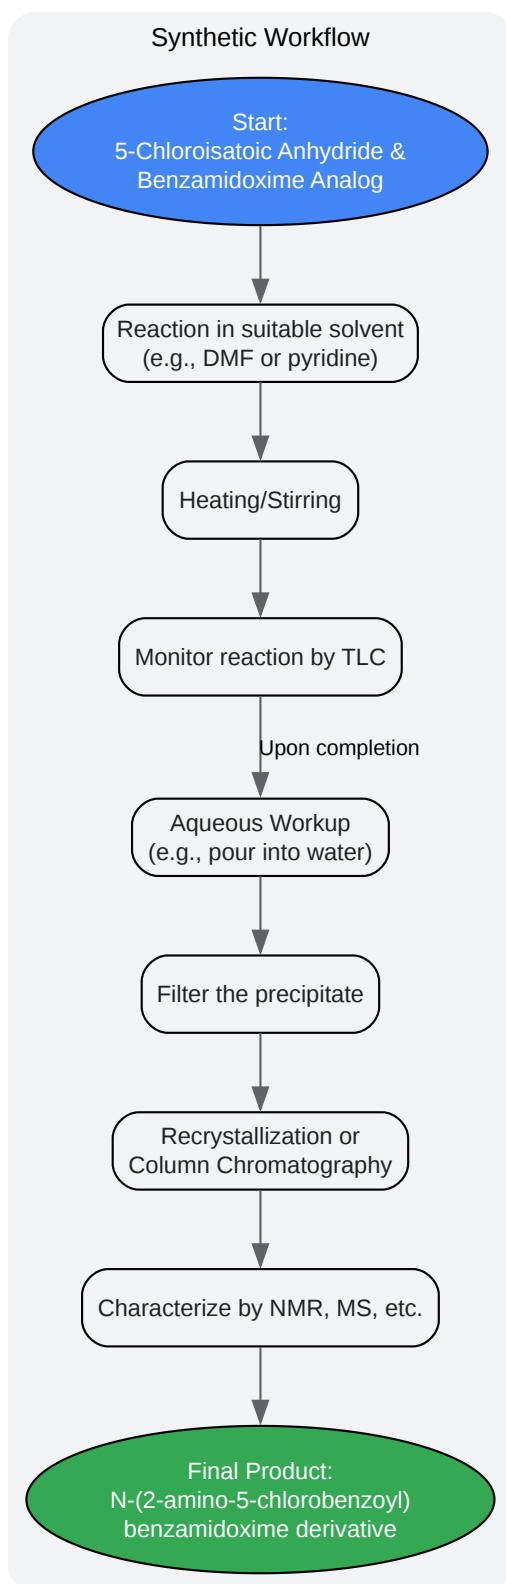 Synthetic Workflow
Start:
5-Chloroisatoic Anhydride &
Benzamidoxime Analog
Reaction in suitable solvent
(e.g., DMF or pyridine)
Heating/Stirring
Monitor reaction by TLC
Upon completion
Aqueous Workup
(e.g., pour into water)
Filter the precipitate
Recrystallization or
Column Chromatography
Characterize by NMR, MS, etc.
Final Product:
N-(2-amino-5-chlorobenzoyl)
benzamidoxime derivative